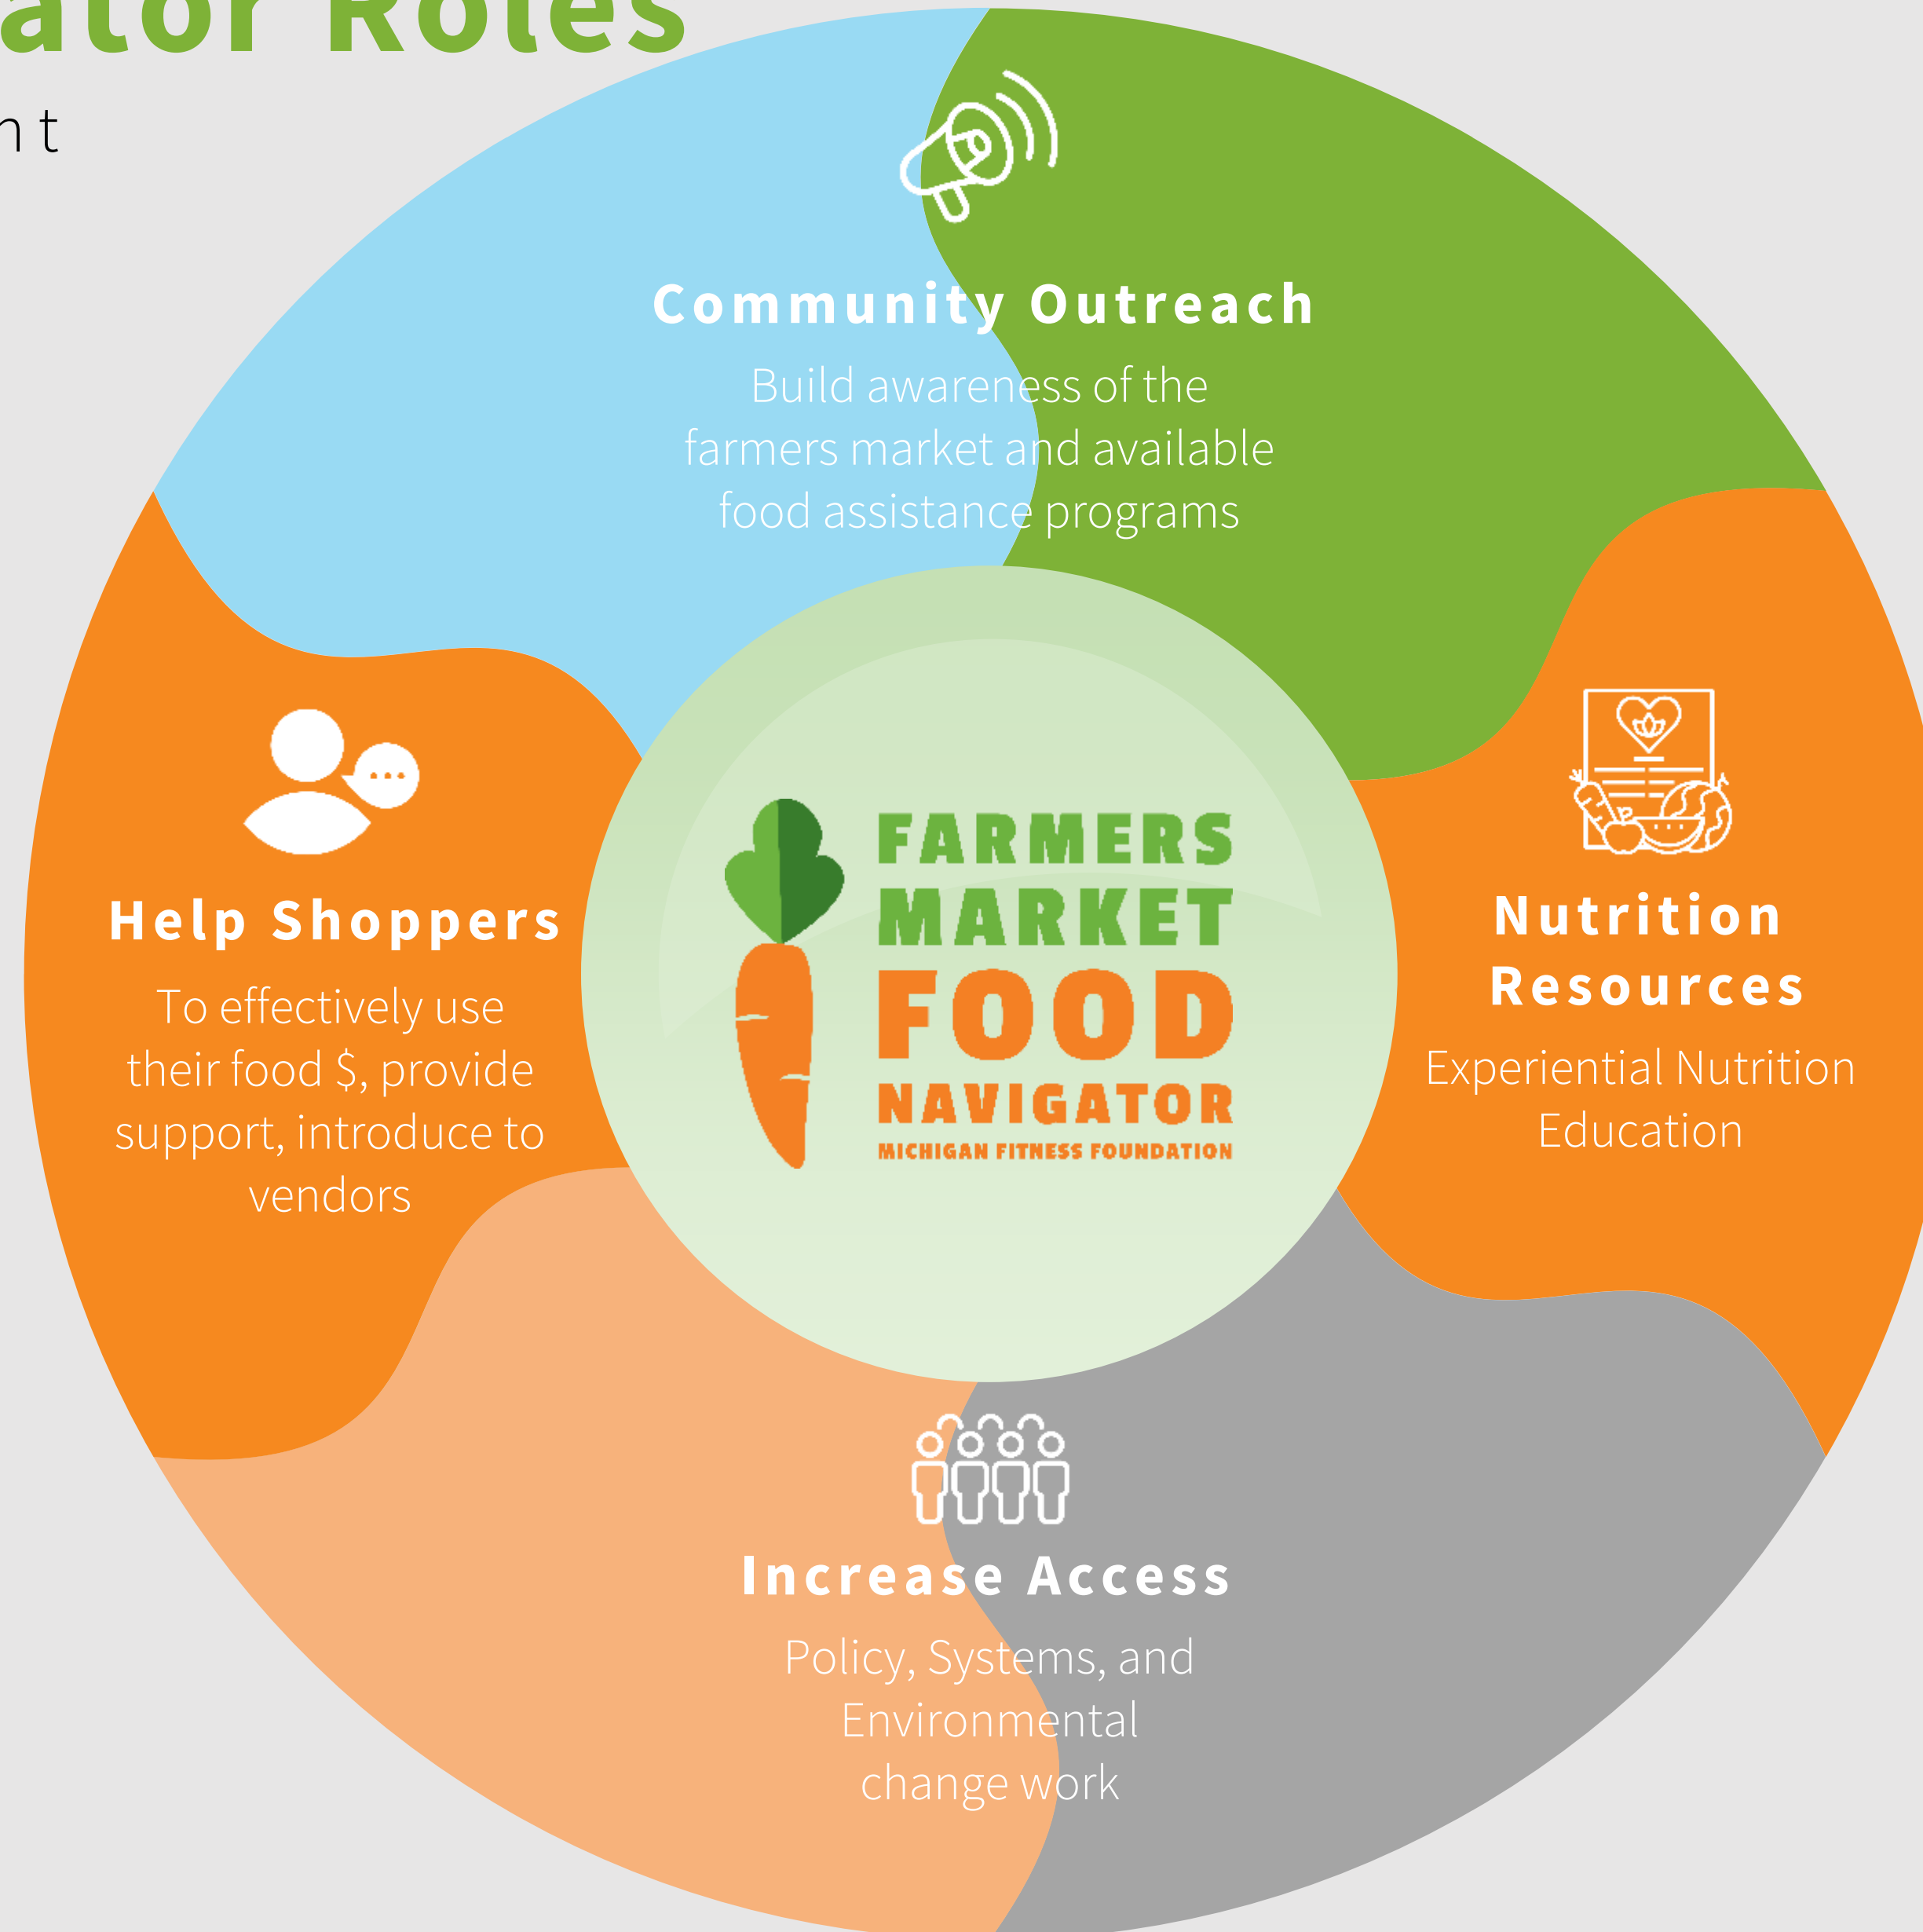 ator Roles
nt
Community Outreach
Build awareness of the
farmers market and available
food assistance programs
Help Shoppers
To effectively use
their food $, provide
support, introduce to
vendors
FARMERS
MARKET
FOOD
NAVIGATOR
MICHIGAN FITNESS FOUNDATION
Nutrition
Resources
Experiential Nutrition
Education
Increase Access
Policy, Systems, and
Environmental
change work